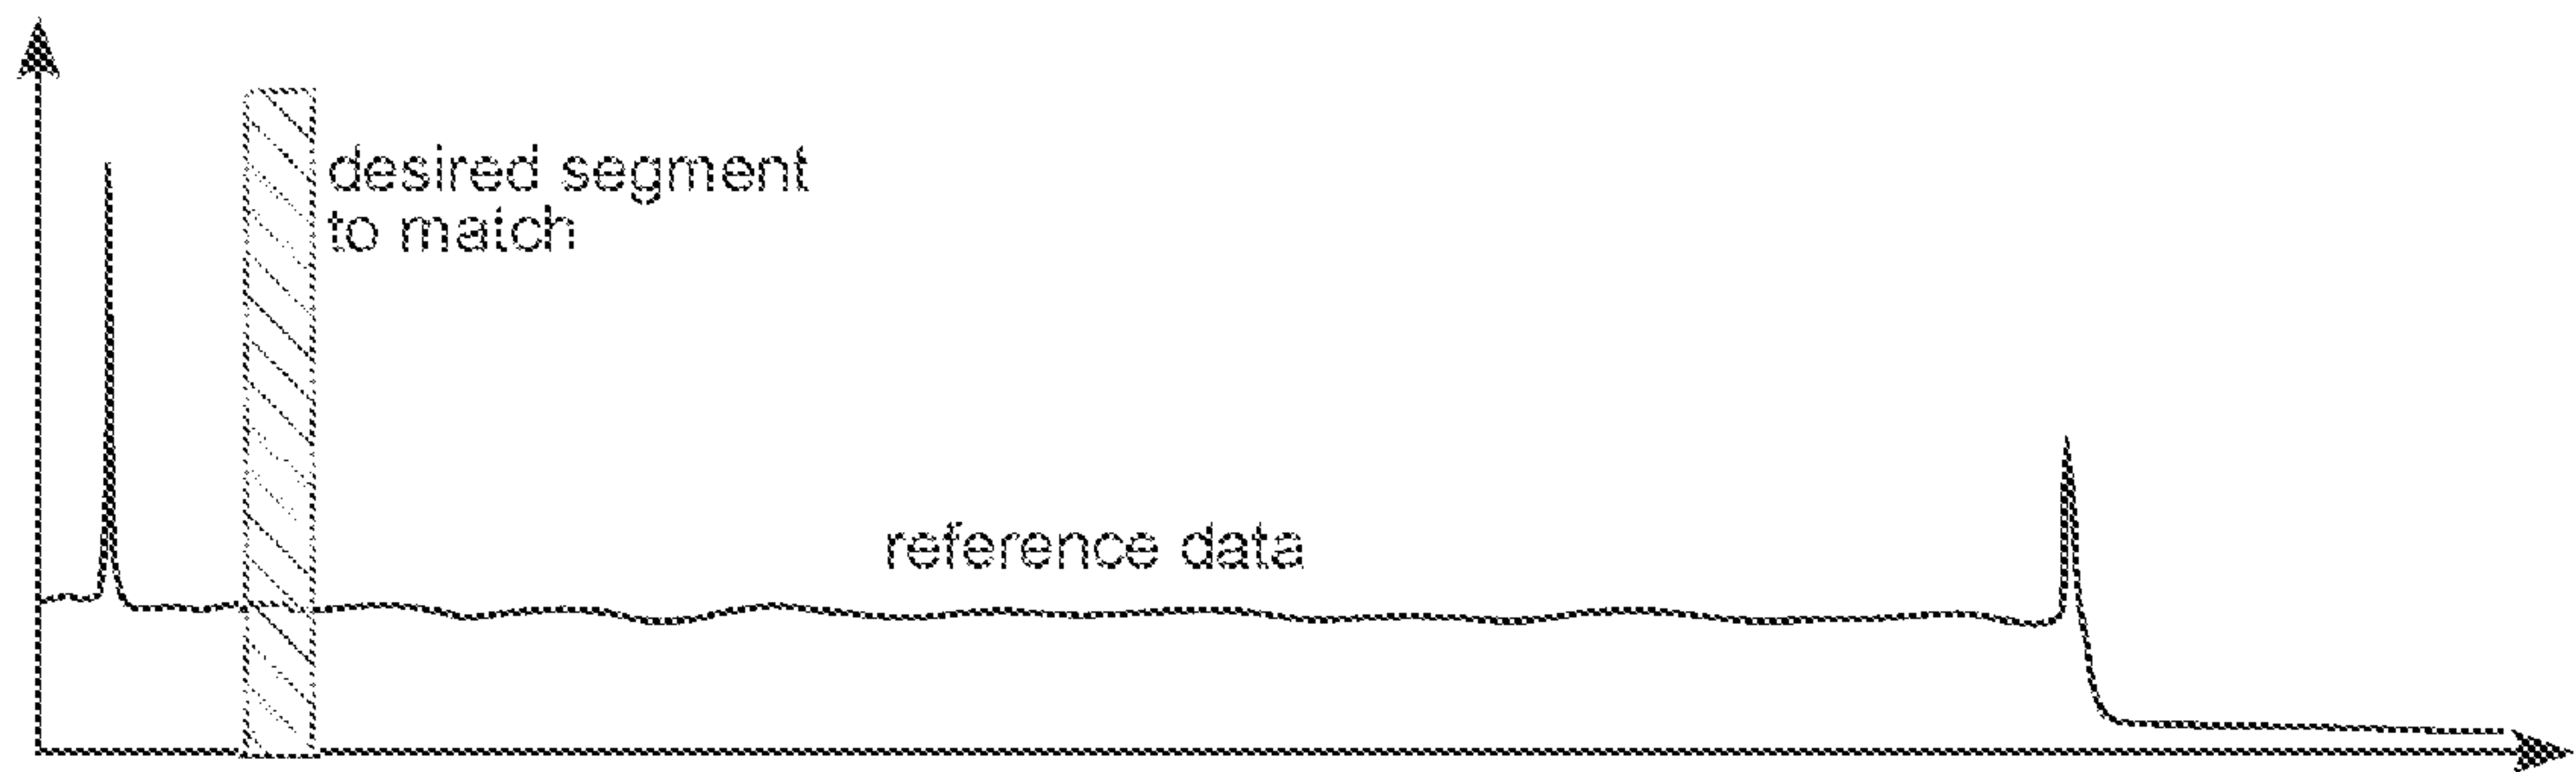 desired segment
to match
reference data